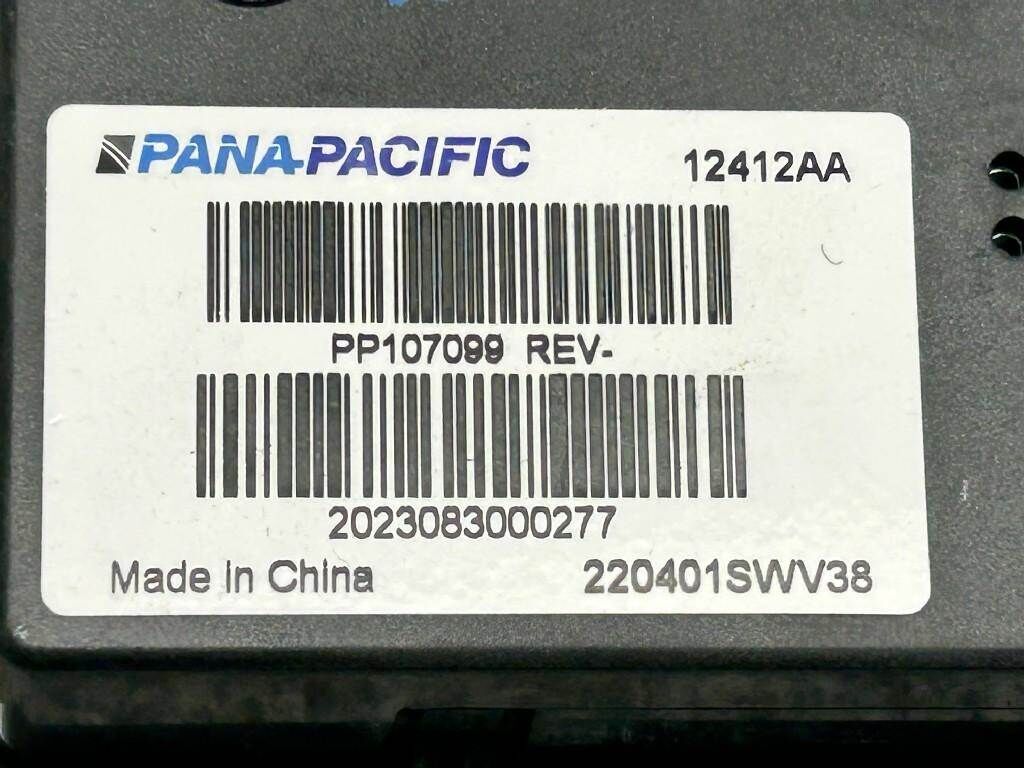 PANA-PACIFIC 12412AA
PP107099 REV-
2023083000277
Made in China 220401SWV38